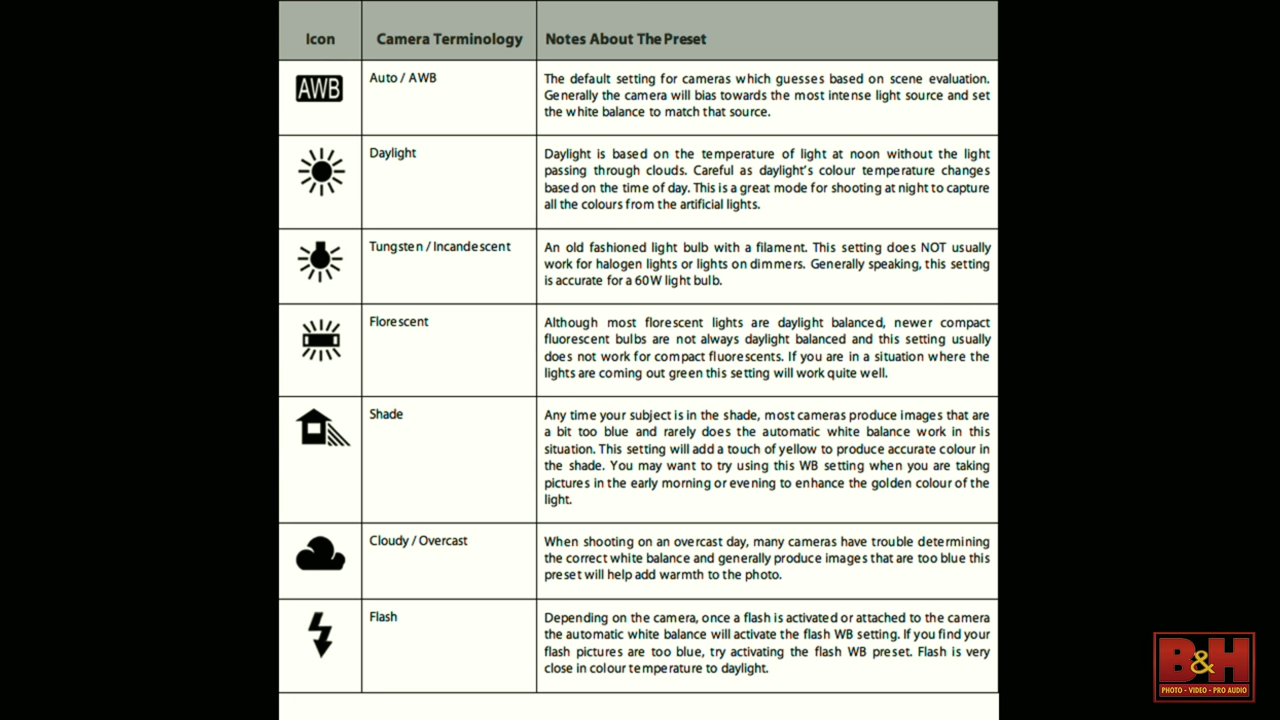 Icon Camera Terminology Notes About The Preset
AWB
Auto / AWB
The default setting for cameras which guesses based on scene evaluation.
Generally the camera will bias towards the most intense light source and set
the white balance to match that source.
Daylight
Daylight is based on the temperature of light at noon without the light
passing through clouds. Careful as daylight's colour temperature changes
based on the time of day. This is a great mode for shooting at night to capture
all the colours from the artificial lights.
Tungsten / Incandescent
An old fashioned light bulb with a filament. This setting does NOT usually
work for halogen lights or lights on dimmers. Generally speaking, this setting
is accurate for a 60W light bulb.
Florescent
Although most florescent lights are daylight balanced, newer compact
fluorescent bulbs are not always daylight balanced and this setting usually
does not work for compact fluorescents. If you are in a situation where the
lights are coming out green this setting will work quite well.
Shade
Any time your subject is in the shade, most cameras produce images that are
a bit too blue and rarely does the automatic white balance work in this
situation. This setting will add a touch of yellow to produce accurate colour in
the shade. You may want to try using this WB setting when you are taking
pictures in the early morning or evening to enhance the golden colour of the
light.
Cloudy / Overcast
When shooting on an overcast day, many cameras have trouble determining
the correct white balance and generally produce images that are too blue this
preset will help add warmth to the photo.
Flash
Depending on the camera, once a flash is activated or attached to the camera
the automatic white balance will activate the flash WB setting. If you find your
flash pictures are too blue, try activating the flash WB preset. Flash is very
close in colour temperature to daylight.
B&H
PHOTO - VIDEO - PRO AUDIO